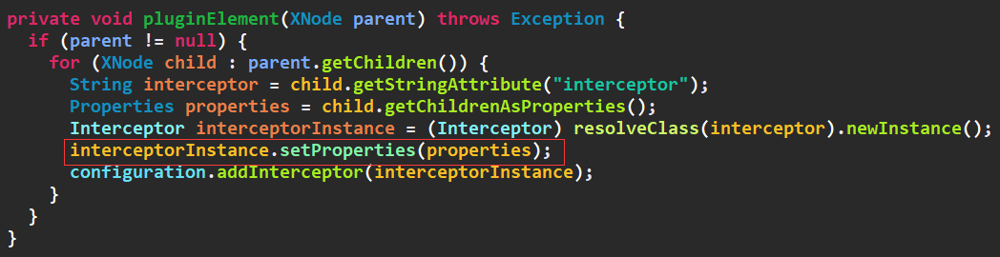 private void pluginElement(XNode parent) throws Exception {
if (parent != null) {
for (XNode child : parent.getChildren()) {
String interceptor = child.getStringAttribute("interceptor");
Properties properties = child.getChildrenAsProperties();
Interceptor interceptorInstance = (Interceptor) resolveClass(interceptor).newInstance();
interceptorInstance.setProperties(properties);
configuration.addInterceptor(interceptorInstance);
}
}
}